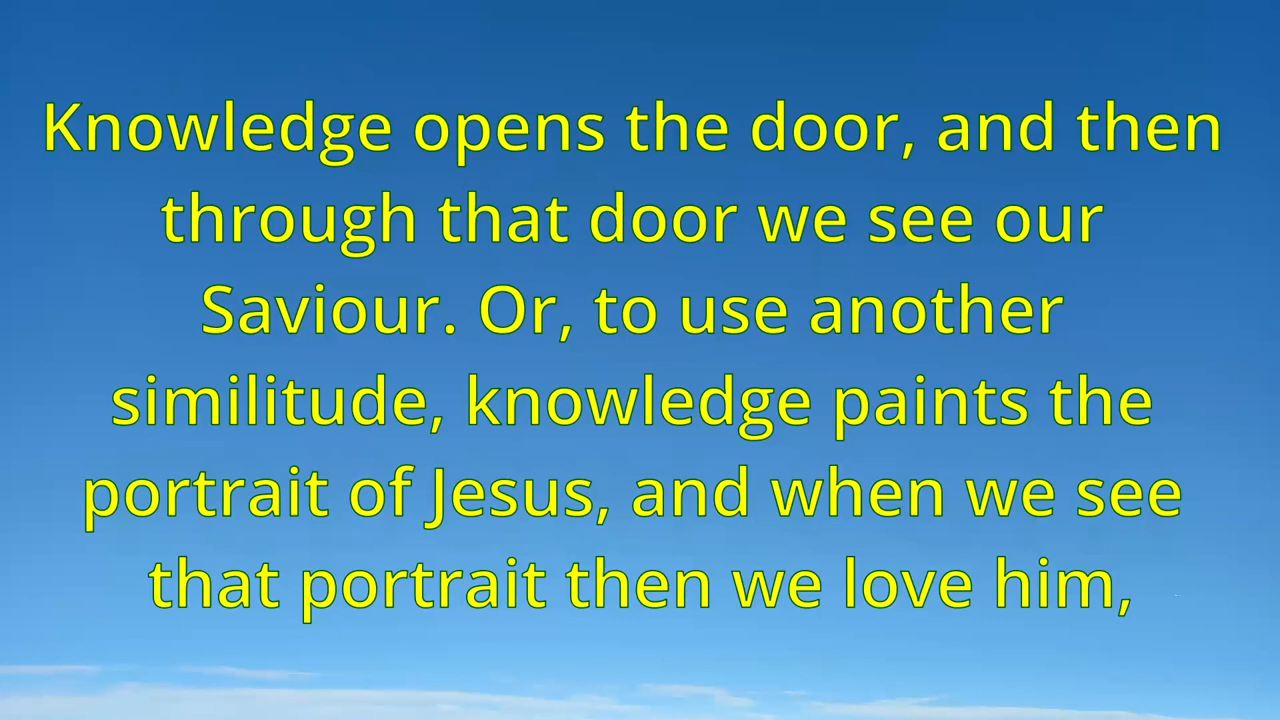 Knowledge opens the door, and then
through that door we see our
Saviour. Or, to use another
similitude, knowledge paints the
portrait of Jesus, and when we see
that portrait then we love him,